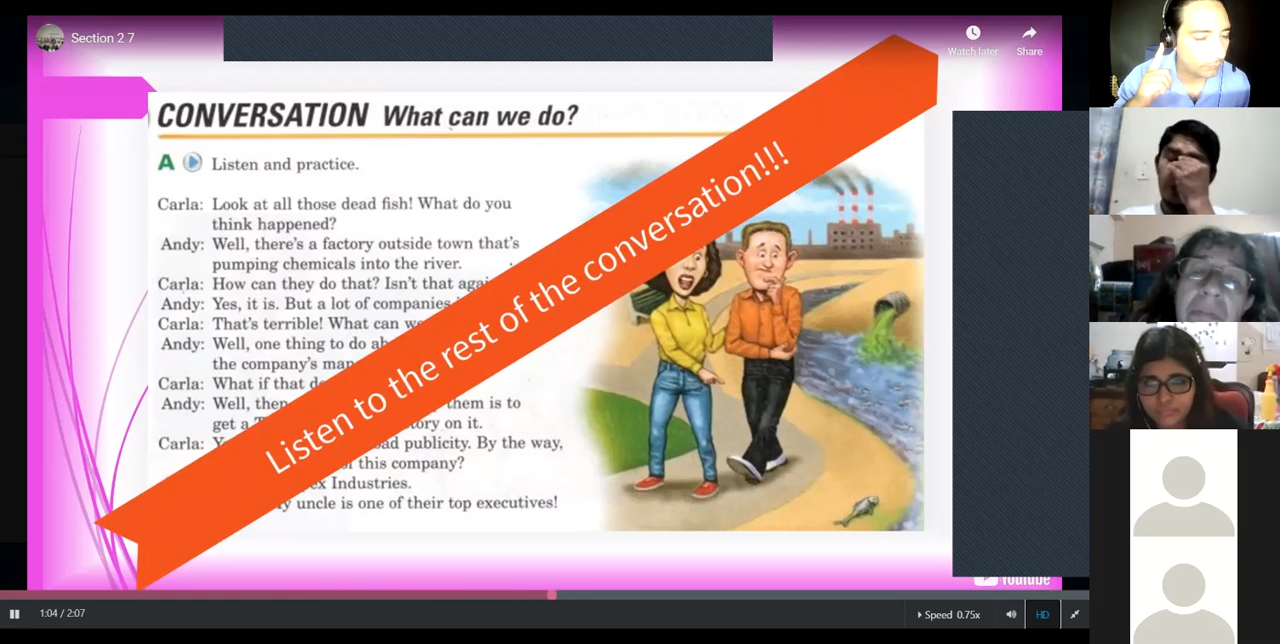 Section 2 7
Watch later
Share
CONVERSATION What can we do?
A Listen and practice.
Carla: Look at all those dead fish! What do you
think happened?
Andy: Well, there's a factory outside town that's
pumping chemicals into the river.
Carla: How can they do that? Isn't that
Andy: Yes, it is. But a lot of companies
Carla: That's terrible! What can
Andy: Well, one thing to do
the company's
Carla: What if that
Andy: Well, them is to
get a on it.
Carla: publicity. By the way,
this company?
Industries.
uncle is one of their top executives!
Listen to the rest of the conversation!!!
YouTube
1:04 / 2:07
Speed 0.75x
HD